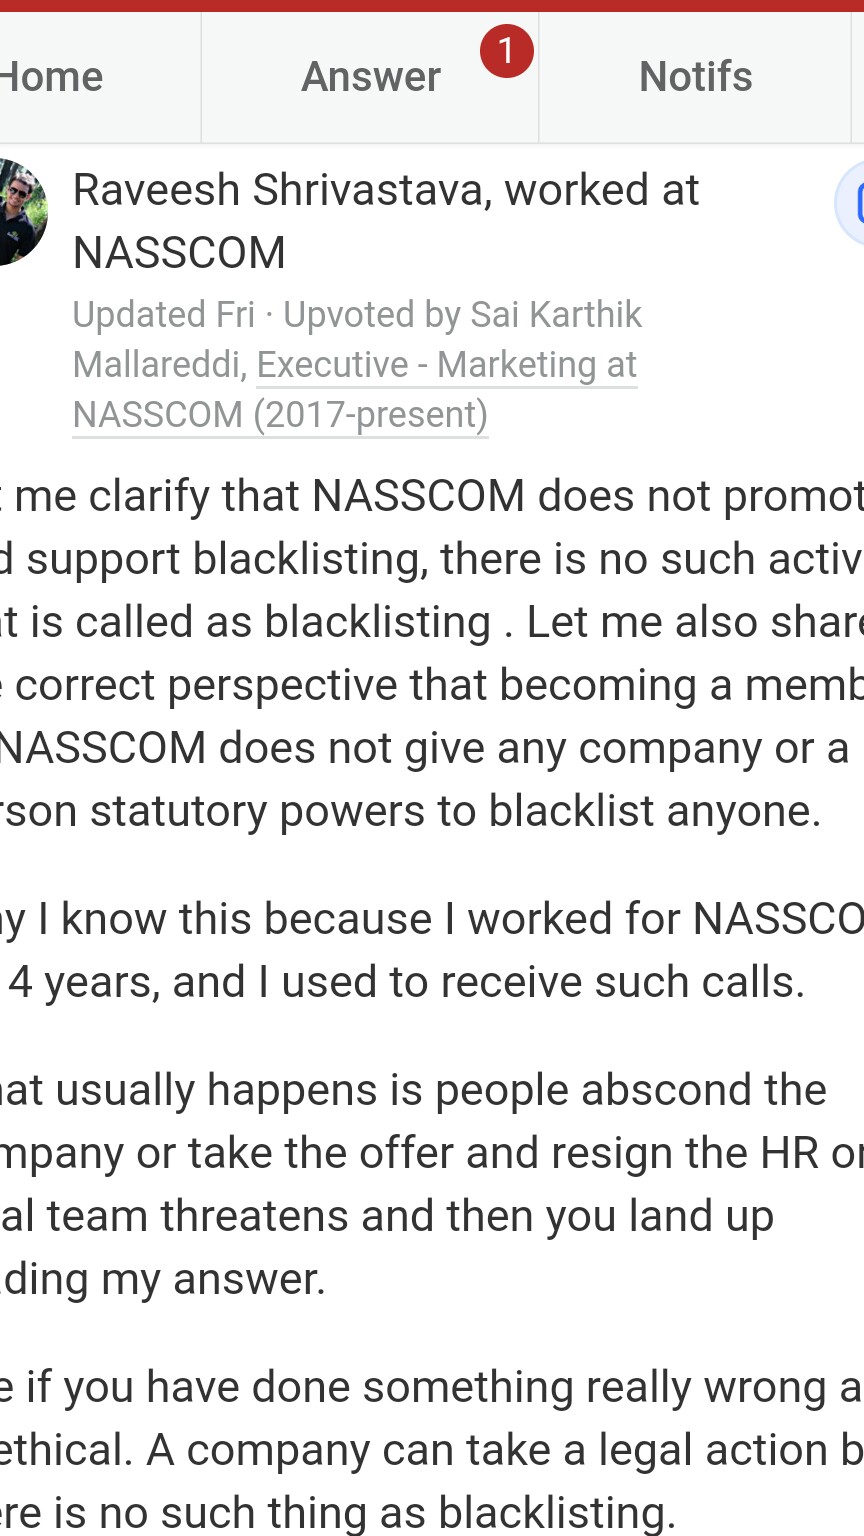 Home Answer 1 Notifs
Raveesh Shrivastava, worked at
NASSCOM
Updated Fri · Upvoted by Sai Karthik
Mallareddi, Executive - Marketing at
NASSCOM (2017-present)
me clarify that NASSCOM does not promot
support blacklisting, there is no such activ
is called as blacklisting . Let me also share
correct perspective that becoming a memb
NASSCOM does not give any company or a
rson statutory powers to blacklist anyone.
ny I know this because I worked for NASSCO
4 years, and I used to receive such calls.
hat usually happens is people abscond the
mpany or take the offer and resign the HR or
al team threatens and then you land up
ading my answer.
e if you have done something really wrong a
ethical. A company can take a legal action b
ere is no such thing as blacklisting.